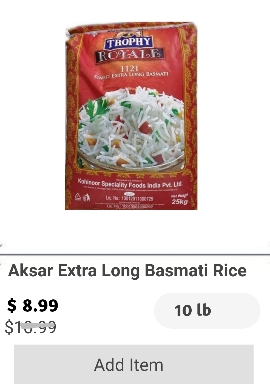 TROPHY
ROYALE
1121
EXTRA LONG BASMATI
Kohinoor Speciality Foods India Pvt. Ltd
25kg
Aksar Extra Long Basmati Rice
$ 8.99
10 lb
$10.99
Add Item